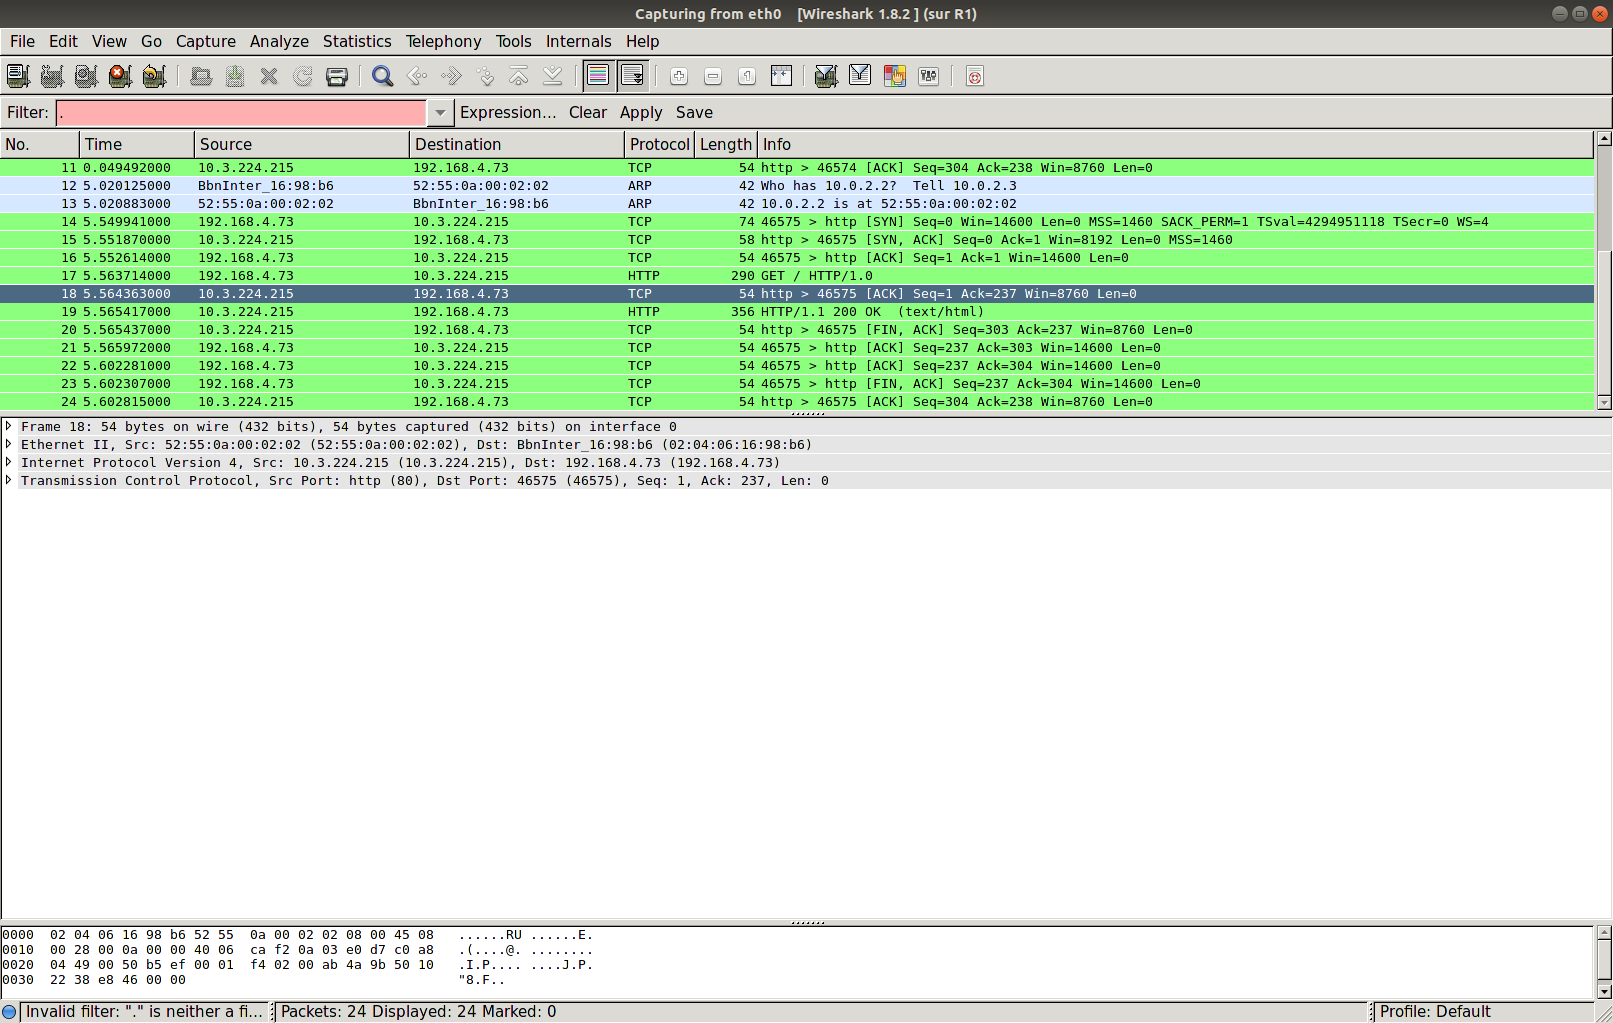 Capturing from eth0    [Wireshark 1.8.2 ] (sur R1)
File Edit View Go Capture Analyze Statistics Telephony Tools Internals Help
Filter: . Expression... Clear Apply Save
No. Time Source Destination Protocol Length Info
11 0.049492000 10.3.224.215 192.168.4.73 TCP 54 http > 46574 [ACK] Seq=304 Ack=238 Win=8760 Len=0
12 5.020125000 BbnInter_16:98:b6 52:55:0a:00:02:02 ARP 42 Who has 10.0.2.2?  Tell 10.0.2.3
13 5.020883000 52:55:0a:00:02:02 BbnInter_16:98:b6 ARP 42 10.0.2.2 is at 52:55:0a:00:02:02
14 5.549941000 192.168.4.73 10.3.224.215 TCP 74 46575 > http [SYN] Seq=0 Win=14600 Len=0 MSS=1460 SACK_PERM=1 TSval=4294951118 TSecr=0 WS=4
15 5.551870000 10.3.224.215 192.168.4.73 TCP 58 http > 46575 [SYN, ACK] Seq=0 Ack=1 Win=8192 Len=0 MSS=1460
16 5.552614000 192.168.4.73 10.3.224.215 TCP 54 46575 > http [ACK] Seq=1 Ack=1 Win=14600 Len=0
17 5.563714000 192.168.4.73 10.3.224.215 HTTP 290 GET / HTTP/1.0
18 5.564363000 10.3.224.215 192.168.4.73 TCP 54 http > 46575 [ACK] Seq=1 Ack=237 Win=8760 Len=0
19 5.565417000 10.3.224.215 192.168.4.73 HTTP 356 HTTP/1.1 200 OK  (text/html)
20 5.565437000 10.3.224.215 192.168.4.73 TCP 54 http > 46575 [FIN, ACK] Seq=303 Ack=237 Win=8760 Len=0
21 5.565972000 192.168.4.73 10.3.224.215 TCP 54 46575 > http [ACK] Seq=237 Ack=303 Win=14600 Len=0
22 5.602281000 192.168.4.73 10.3.224.215 TCP 54 46575 > http [ACK] Seq=237 Ack=304 Win=14600 Len=0
23 5.602307000 192.168.4.73 10.3.224.215 TCP 54 46575 > http [FIN, ACK] Seq=237 Ack=304 Win=14600 Len=0
24 5.602815000 10.3.224.215 192.168.4.73 TCP 54 http > 46575 [ACK] Seq=304 Ack=238 Win=8760 Len=0
Frame 18: 54 bytes on wire (432 bits), 54 bytes captured (432 bits) on interface 0
Ethernet II, Src: 52:55:0a:00:02:02 (52:55:0a:00:02:02), Dst: BbnInter_16:98:b6 (02:04:06:16:98:b6)
Internet Protocol Version 4, Src: 10.3.224.215 (10.3.224.215), Dst: 192.168.4.73 (192.168.4.73)
Transmission Control Protocol, Src Port: http (80), Dst Port: 46575 (46575), Seq: 1, Ack: 237, Len: 0
0000  02 04 06 16 98 b6 52 55  0a 00 02 02 08 00 45 08   ......RU ......E.
0010  00 28 00 0a 00 00 40 06  ca f2 0a 03 e0 d7 c0 a8   .(....@. ........
0020  04 49 00 50 b5 ef 00 01  f4 02 00 ab 4a 9b 50 10   .I.P.... ....J.P.
0030  22 38 e8 46 00 00   "8.F..
Invalid filter: "." is neither a fi... Packets: 24 Displayed: 24 Marked: 0 Profile: Default